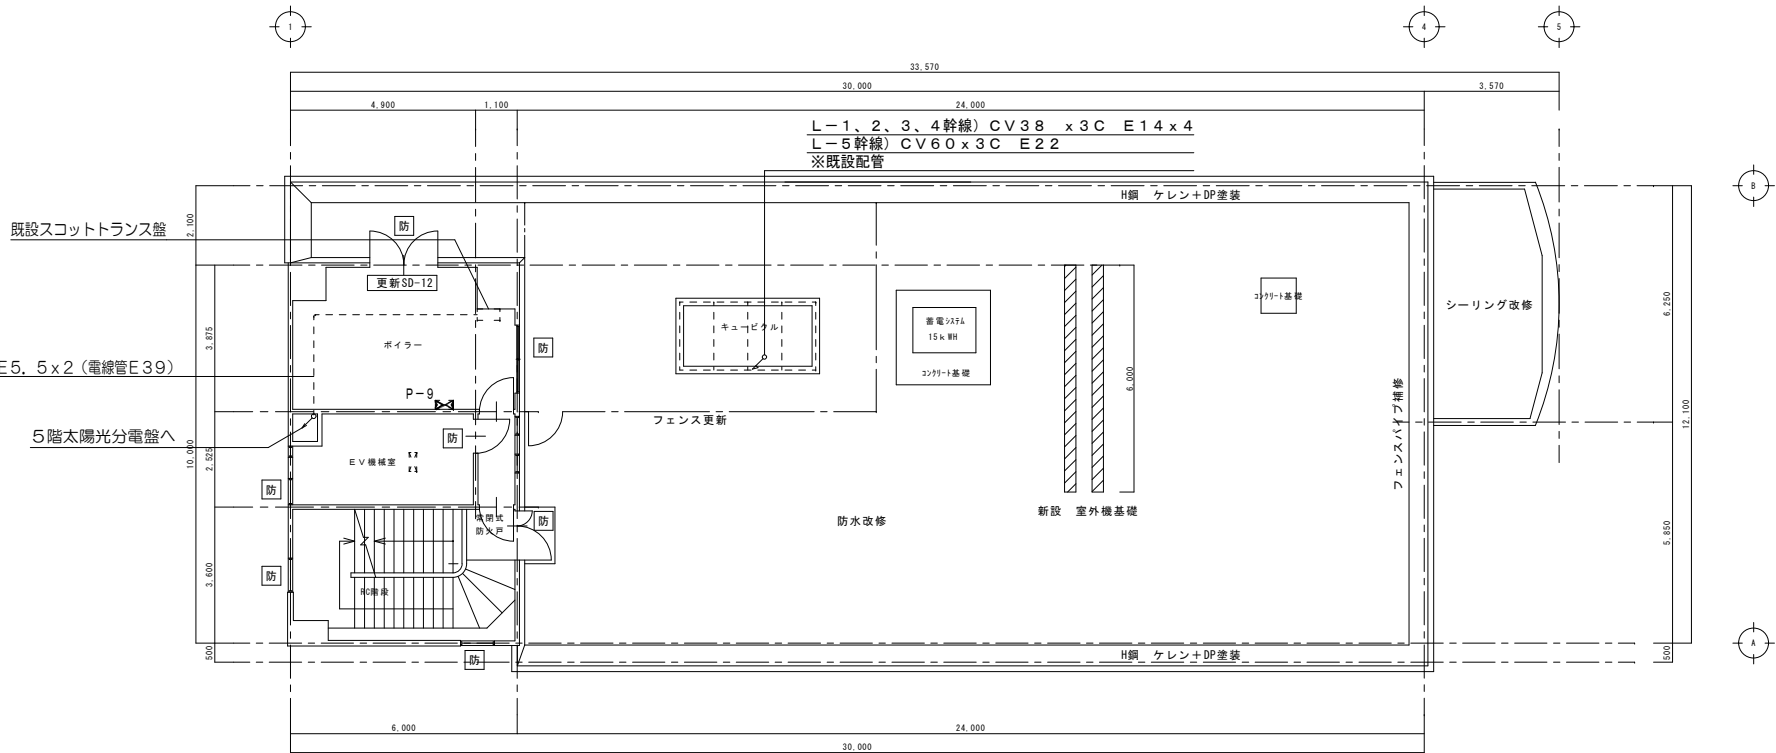 1
4
5
33,570
30,000
3,570
4,900
1,100
24,000
L－1、2、3、4幹線）CV38 x3C E14x4
L－5幹線）CV60x3C E22
※既設配管
H鋼 ケレン＋DP塗装
B
2,100
防
既設スコットトランス盤
更新SD-12
コンクリート基礎
シーリング改修
6,250
キュービクル
蓄電システム
15kWH
ボイラー
防
3,875
E5．5x2（電線管E39）
コンクリート基礎
6,000
P－9
フェンス更新
フェンスパイプ補修
12,100
5階太陽光分電盤へ
防
10,000
2,525
EV機械室
防
新設 室外機基礎
常閉式
防火戸
防
防水改修
5,850
防
3,600
RC階段
A
500
防
H鋼 ケレン＋DP塗装
500
6,000
24,000
30,000